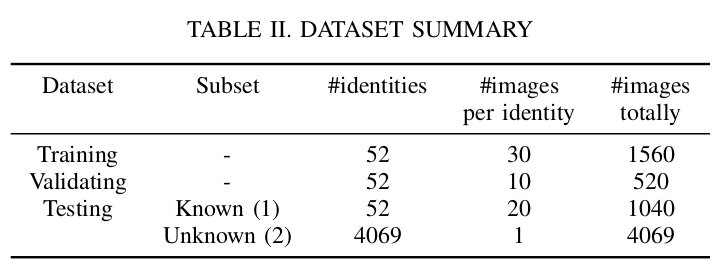 TABLE II. DATASET SUMMARY
Dataset Subset #identities #images per identity #images totally
Training - 52 30 1560
Validating - 52 10 520
Testing Known (1) 52 20 1040
Unknown (2) 4069 1 4069